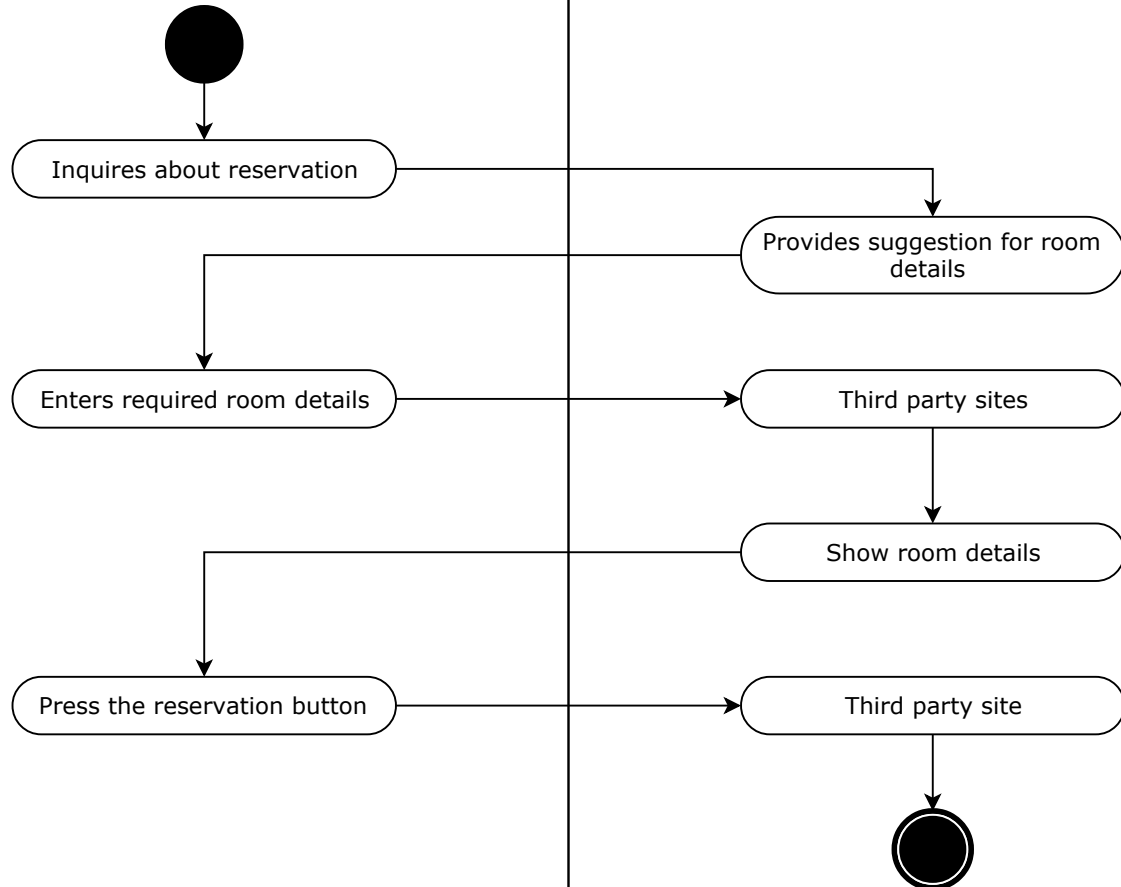 Inquires about reservation
Provides suggestion for room
details
Enters required room details
Third party sites
Show room details
Press the reservation button
Third party site